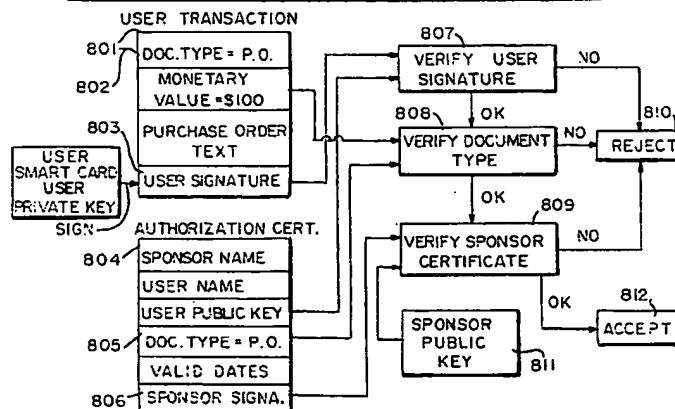 USER TRANSACTION
801
DOC.TYPE = P.O.
802
MONETARY
VALUE = $100
PURCHASE ORDER
TEXT
803
USER SIGNATURE
USER
SMART CARD
USER
PRIVATE KEY
SIGN
AUTHORIZATION CERT.
804
SPONSOR NAME
USER NAME
USER PUBLIC KEY
805
DOC.TYPE = P.O.
VALID DATES
806
SPONSOR SIGNA.
807
VERIFY USER
SIGNATURE
NO
OK
808
VERIFY DOCUMENT
TYPE
NO
810
REJECT
OK
809
VERIFY SPONSOR
CERTIFICATE
NO
OK
812
ACCEPT
SPONSOR
PUBLIC
KEY
811